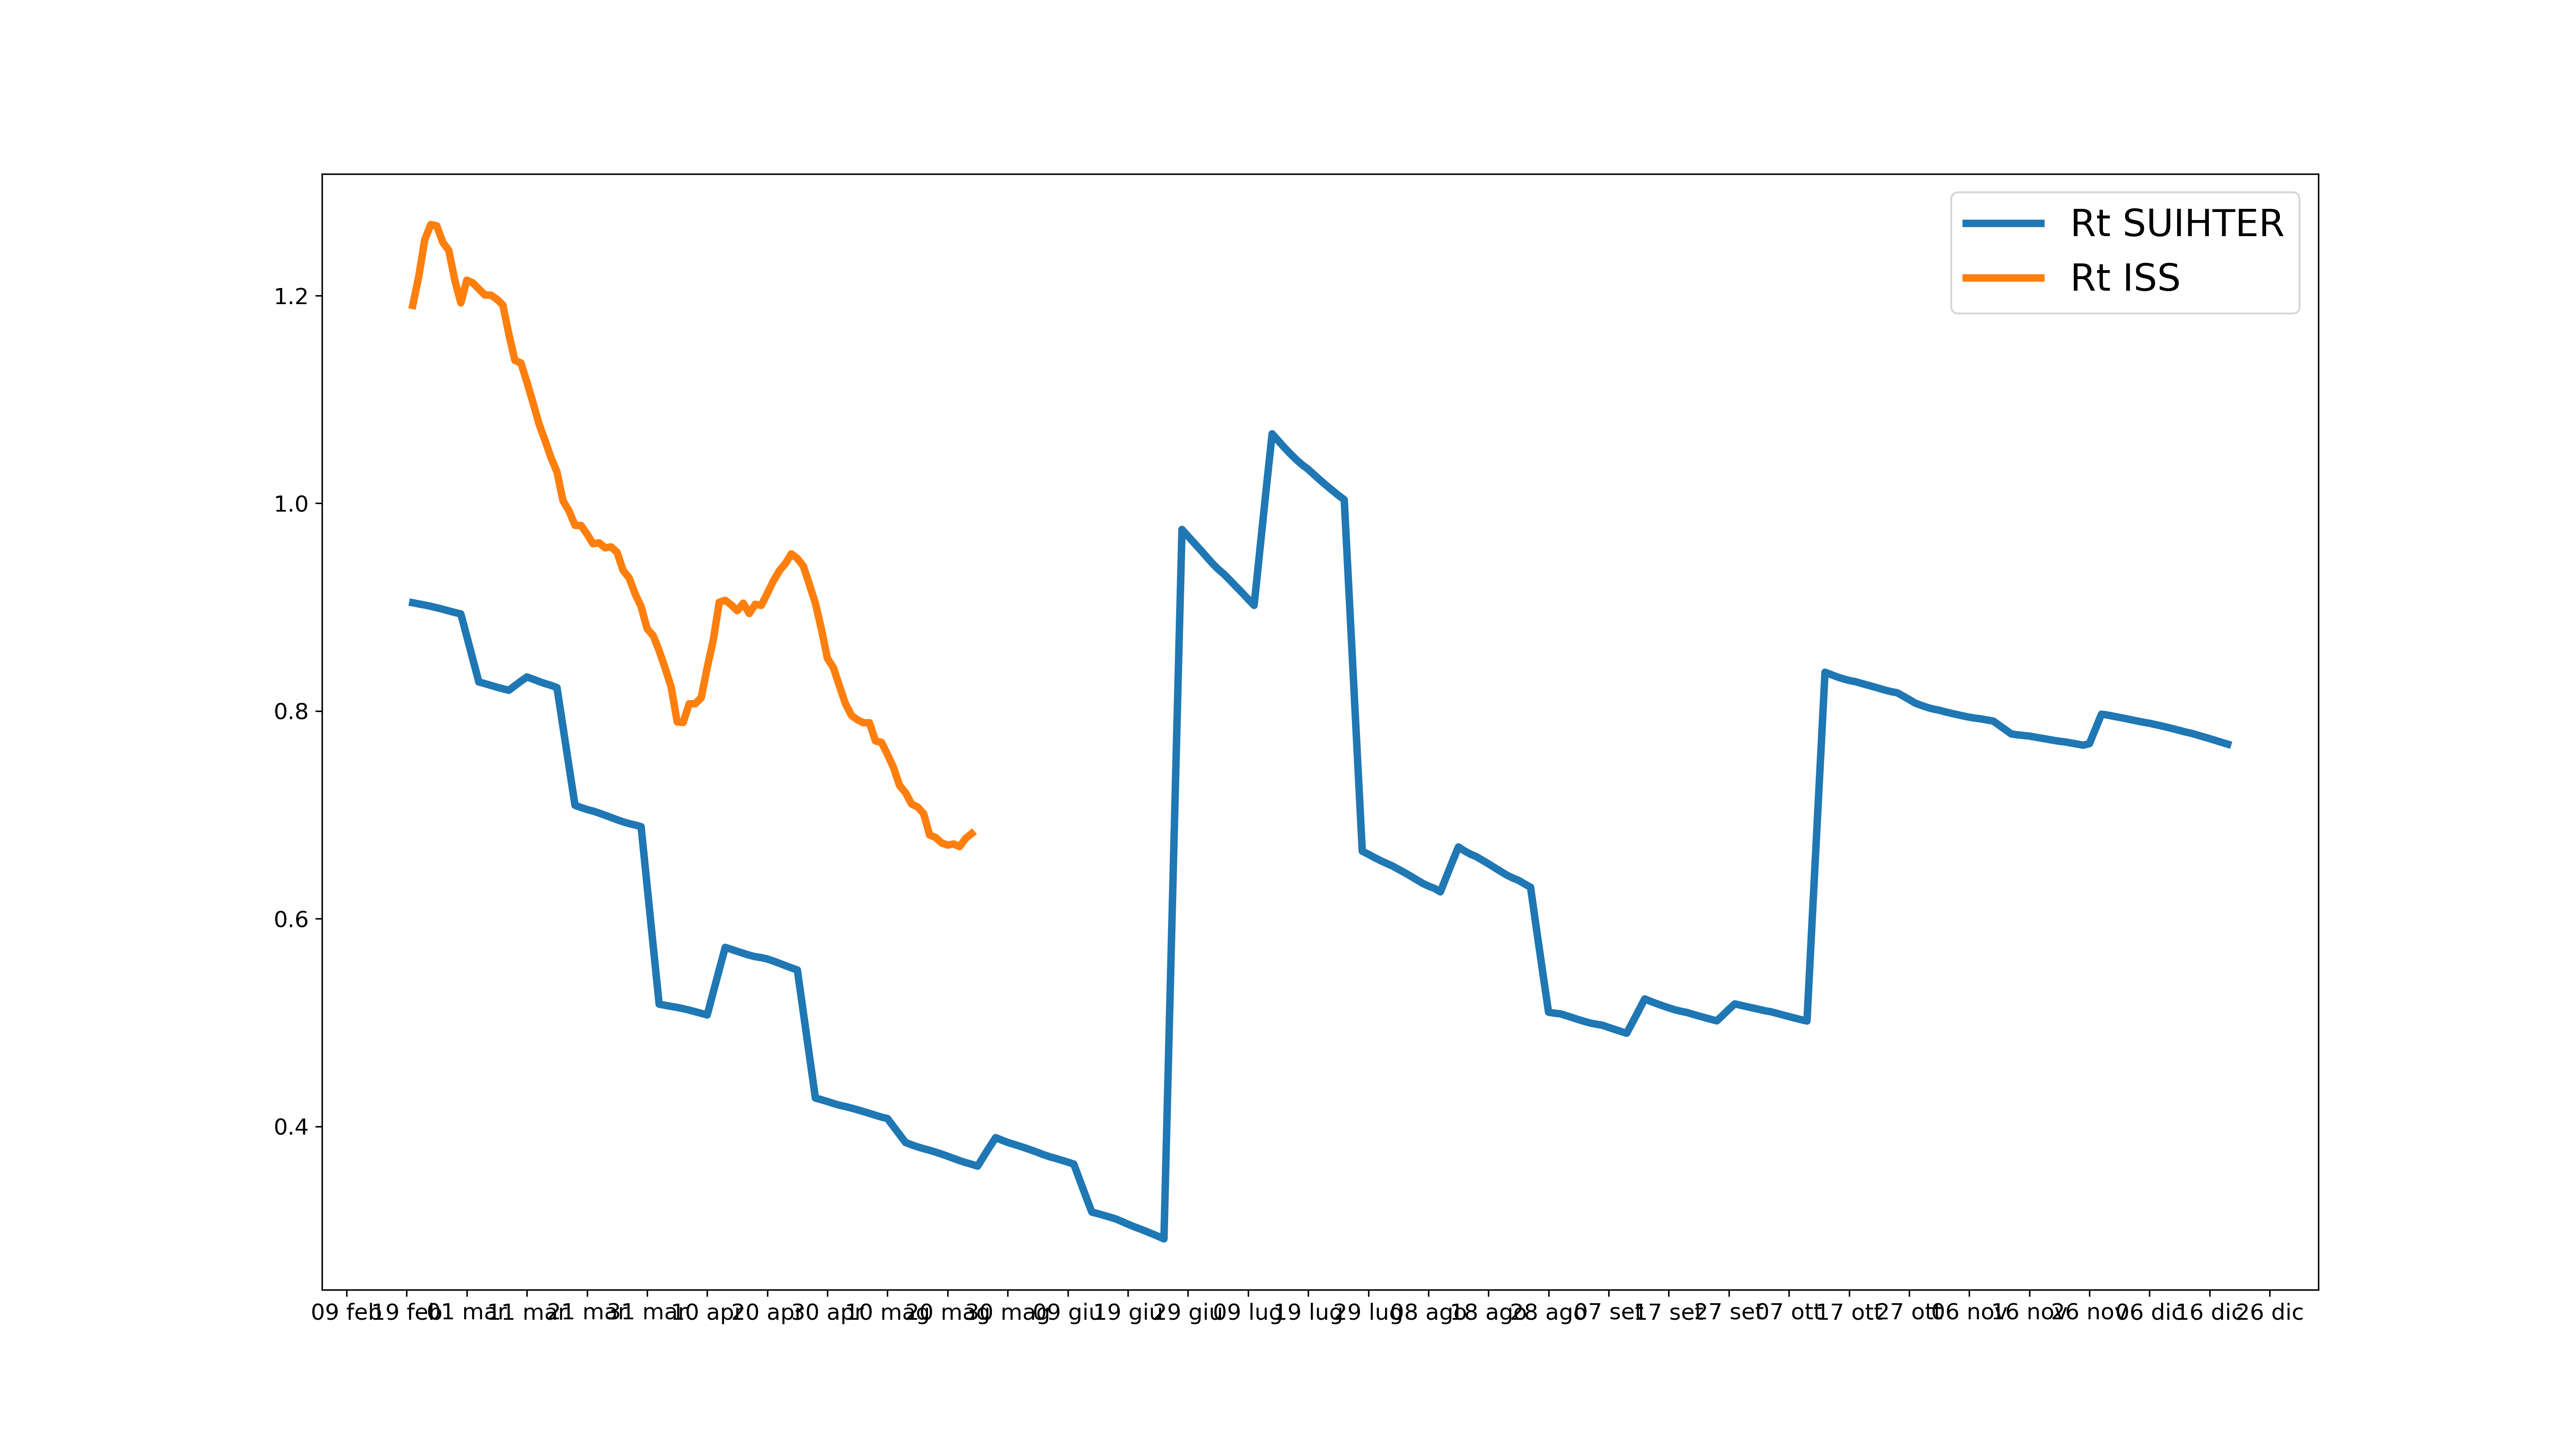 Rt SUIHTER
Rt ISS
1.2
1.0
0.8
0.6
0.4
09 feb 19 feb 01 mar 11 mar 21 mar 31 mar 10 apr 20 apr 30 apr 10 mag 20 mag 30 mag 09 giu 19 giu 29 giu 09 lug 19 lug 29 lug 08 ago 18 ago 28 ago 07 set 17 set 27 set 07 ott 17 ott 27 ott 06 nov 16 nov 26 nov 06 dic 16 dic 26 dic